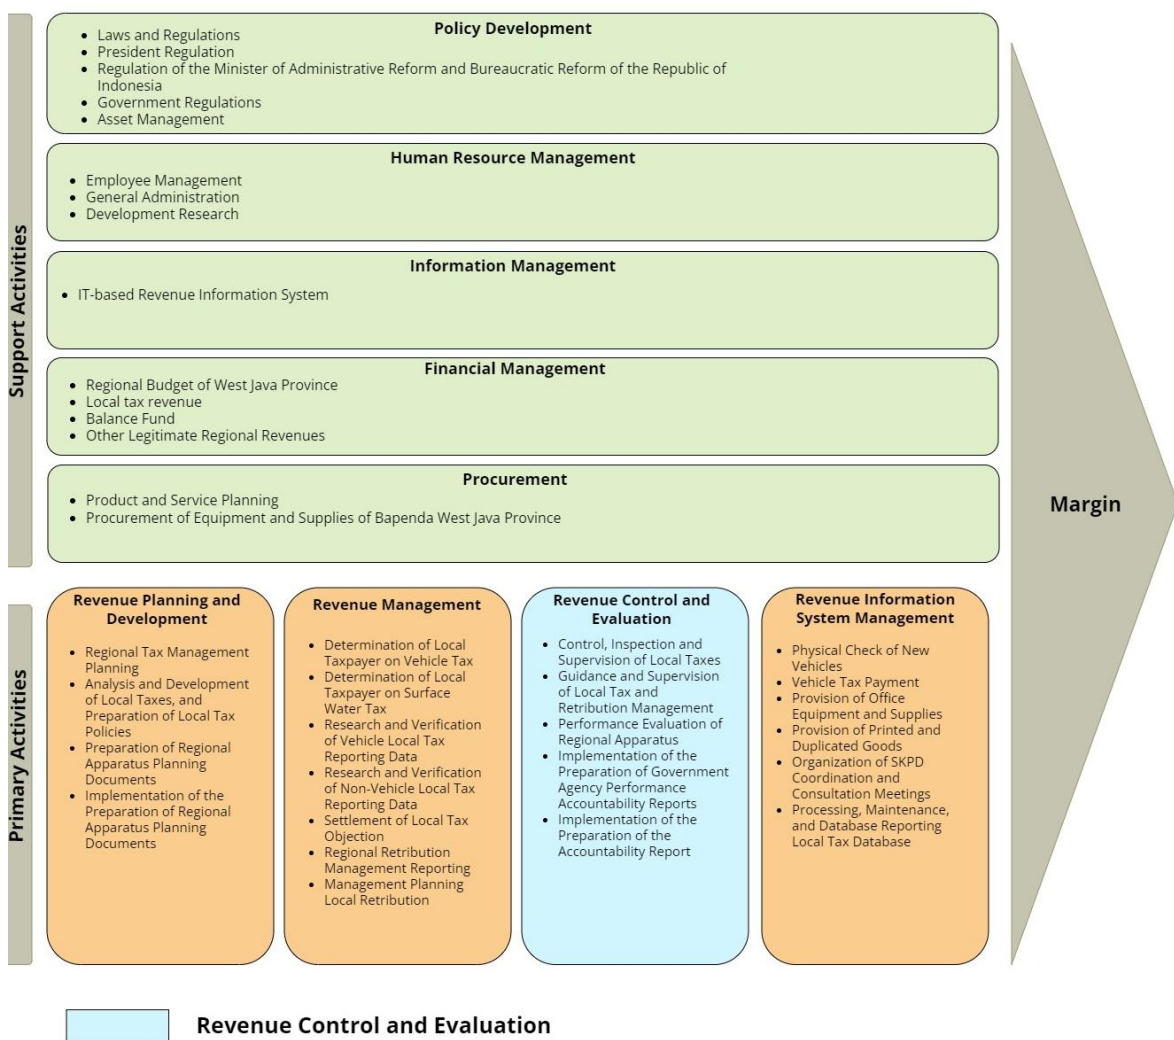 Support Activities
Policy Development
• Laws and Regulations
• President Regulation
• Regulation of the Minister of Administrative Reform and Bureaucratic Reform of the Republic of
Indonesia
• Government Regulations
• Asset Management
Human Resource Management
• Employee Management
• General Administration
• Development Research
Information Management
• IT-based Revenue Information System
Financial Management
• Regional Budget of West Java Province
• Local tax revenue
• Balance Fund
• Other Legitimate Regional Revenues
Procurement
• Product and Service Planning
• Procurement of Equipment and Supplies of Bapenda West Java Province
Margin
Primary Activities
Revenue Planning and
Development
• Regional Tax Management
Planning
• Analysis and Development
of Local Taxes, and
Preparation of Local Tax
Policies
• Preparation of Regional
Apparatus Planning
Documents
• Implementation of the
Preparation of Regional
Apparatus Planning
Documents
Revenue Management
• Determination of Local
Taxpayer on Vehicle Tax
• Determination of Local
Taxpayer on Surface
Water Tax
• Research and Verification
of Vehicle Local Tax
Reporting Data
• Research and Verification
of Non-Vehicle Local Tax
Reporting Data
• Settlement of Local Tax
Objection
• Regional Retribution
Management Reporting
• Management Planning
Local Retribution
Revenue Control and
Evaluation
• Control, Inspection and
Supervision of Local Taxes
• Guidance and Supervision
of Local Tax and
Retribution Management
• Performance Evaluation of
Regional Apparatus
• Implementation of the
Preparation of Government
Agency Performance
Accountability Reports
• Implementation of the
Preparation of the
Accountability Report
Revenue Information
System Management
• Physical Check of New
Vehicles
• Vehicle Tax Payment
• Provision of Office
Equipment and Supplies
• Provision of Printed and
Duplicated Goods
• Organization of SKPD
Coordination and
Consultation Meetings
• Processing, Maintenance,
and Database Reporting
Local Tax Database
Revenue Control and Evaluation